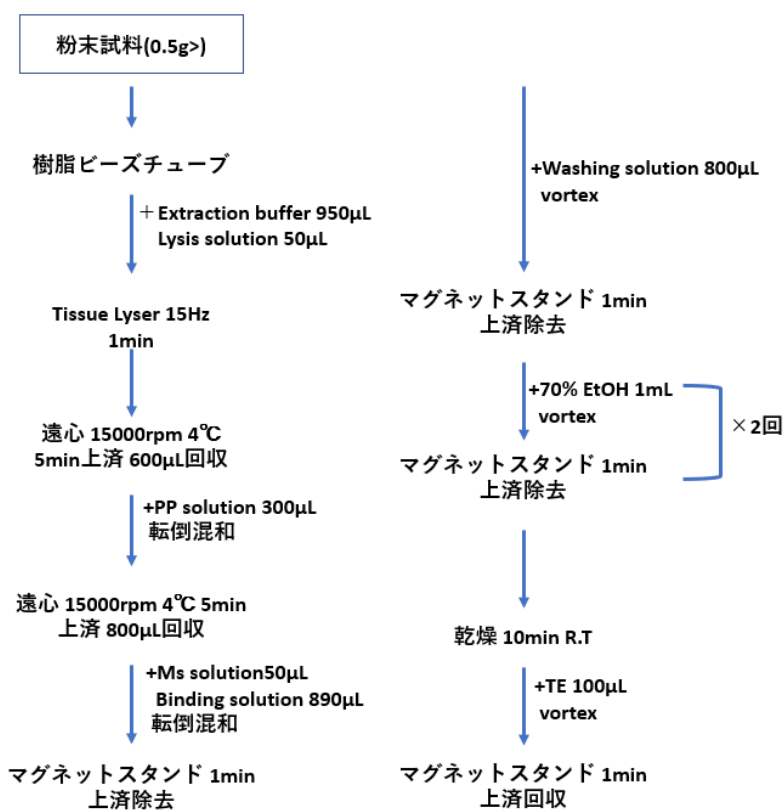 粉末試料(0.5g>)
樹脂ビーズチューブ
＋Extraction buffer 950µL
Lysis solution 50µL
Tissue Lyser 15Hz
1min
遠心 15000rpm 4℃
5min上済 600µL回収
+PP solution 300µL
転倒混和
遠心 15000rpm 4℃ 5min
上済 800µL回収
+Ms solution50µL
Binding solution 890µL
転倒混和
マグネットスタンド 1min
上済除去
+Washing solution 800µL
vortex
マグネットスタンド 1min
上済除去
+70% EtOH 1mL
vortex
×2回
マグネットスタンド 1min
上済除去
乾燥 10min R.T
+TE 100µL
vortex
マグネットスタンド 1min
上済回収